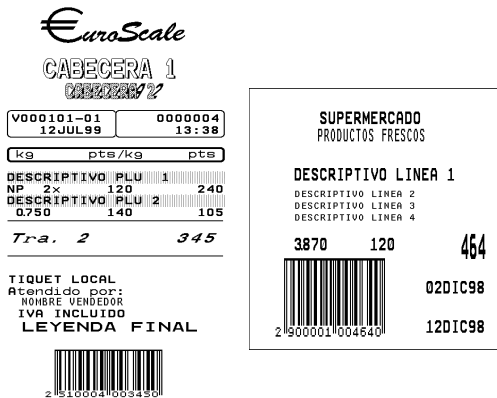 €uroScale
CABECERA 1
CABECERA 2
V000101-01 0000004
12JUL99 13:38
kg pts/kg pts
DESCRIPTIVO PLU 1
NP 2x 120 240
DESCRIPTIVO PLU 2
0.750 140 105
Tra. 2 345
TIQUET LOCAL
Atendido por:
NOMBRE VENDEDOR
IVA INCLUIDO
LEYENDA FINAL
2 510004 003450
SUPERMERCADO
PRODUCTOS FRESCOS
DESCRIPTIVO LINEA 1
DESCRIPTIVO LINEA 2
DESCRIPTIVO LINEA 3
DESCRIPTIVO LINEA 4
3.870 120 464
02DIC98
2 900001 004640
12DIC98